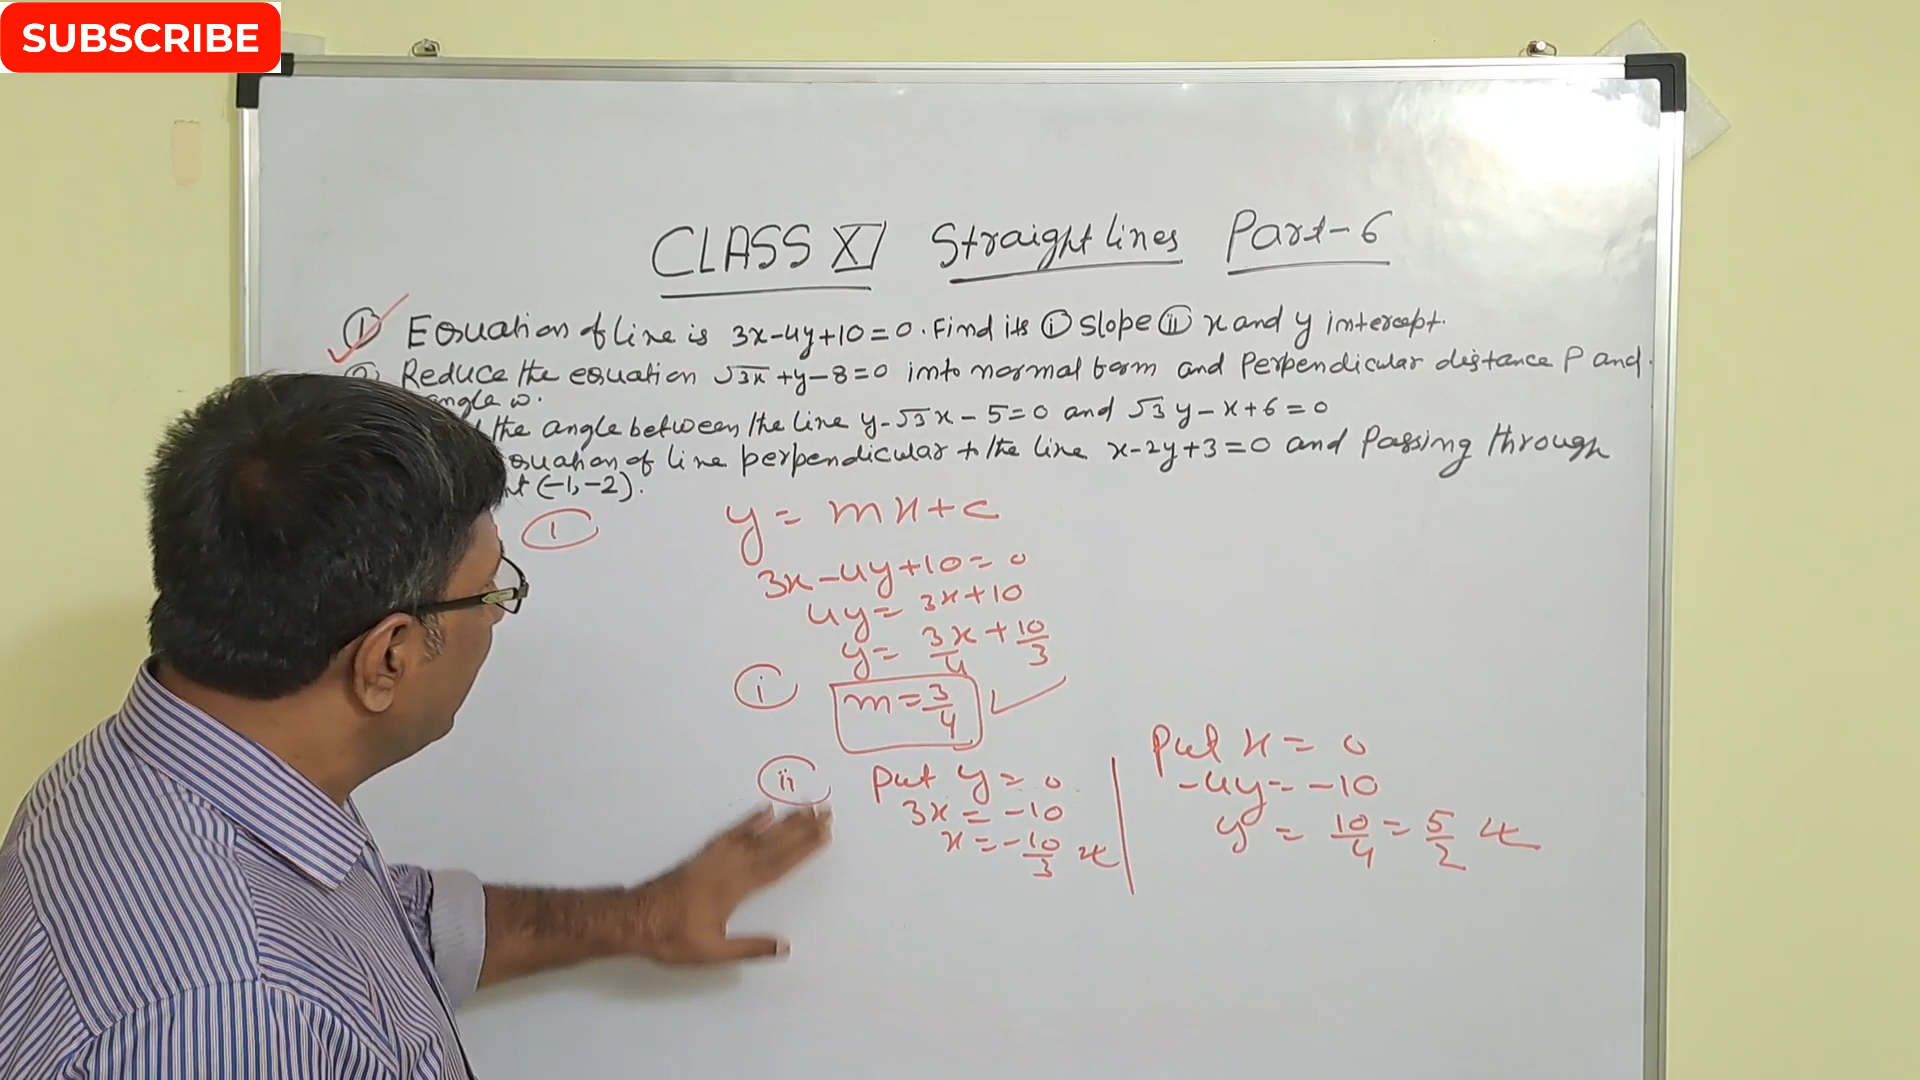 SUBSCRIBE
CLASS XI Straight lines Part-6
① Equation of line is 3x-4y+10=0. Find its ⓘ slope ⓘⓘ x and y intercept.
② Reduce the equation √3x+y-8=0 into normal form and Perpendicular distance P and
angle ω.
the angle between the line y-√3x-5=0 and √3y-x+6=0
equation of line perpendicular to the line x-2y+3=0 and Passing through
(-1,-2).
①
y = mx+c
3x-4y+10=0
4y=3x+10
y=3x/4+10/3
ⓘ m=3/4
ⓘⓘ Put y=0
3x=-10
x=-10/3
Put x=0
-4y=-10
y=10/4=5/2